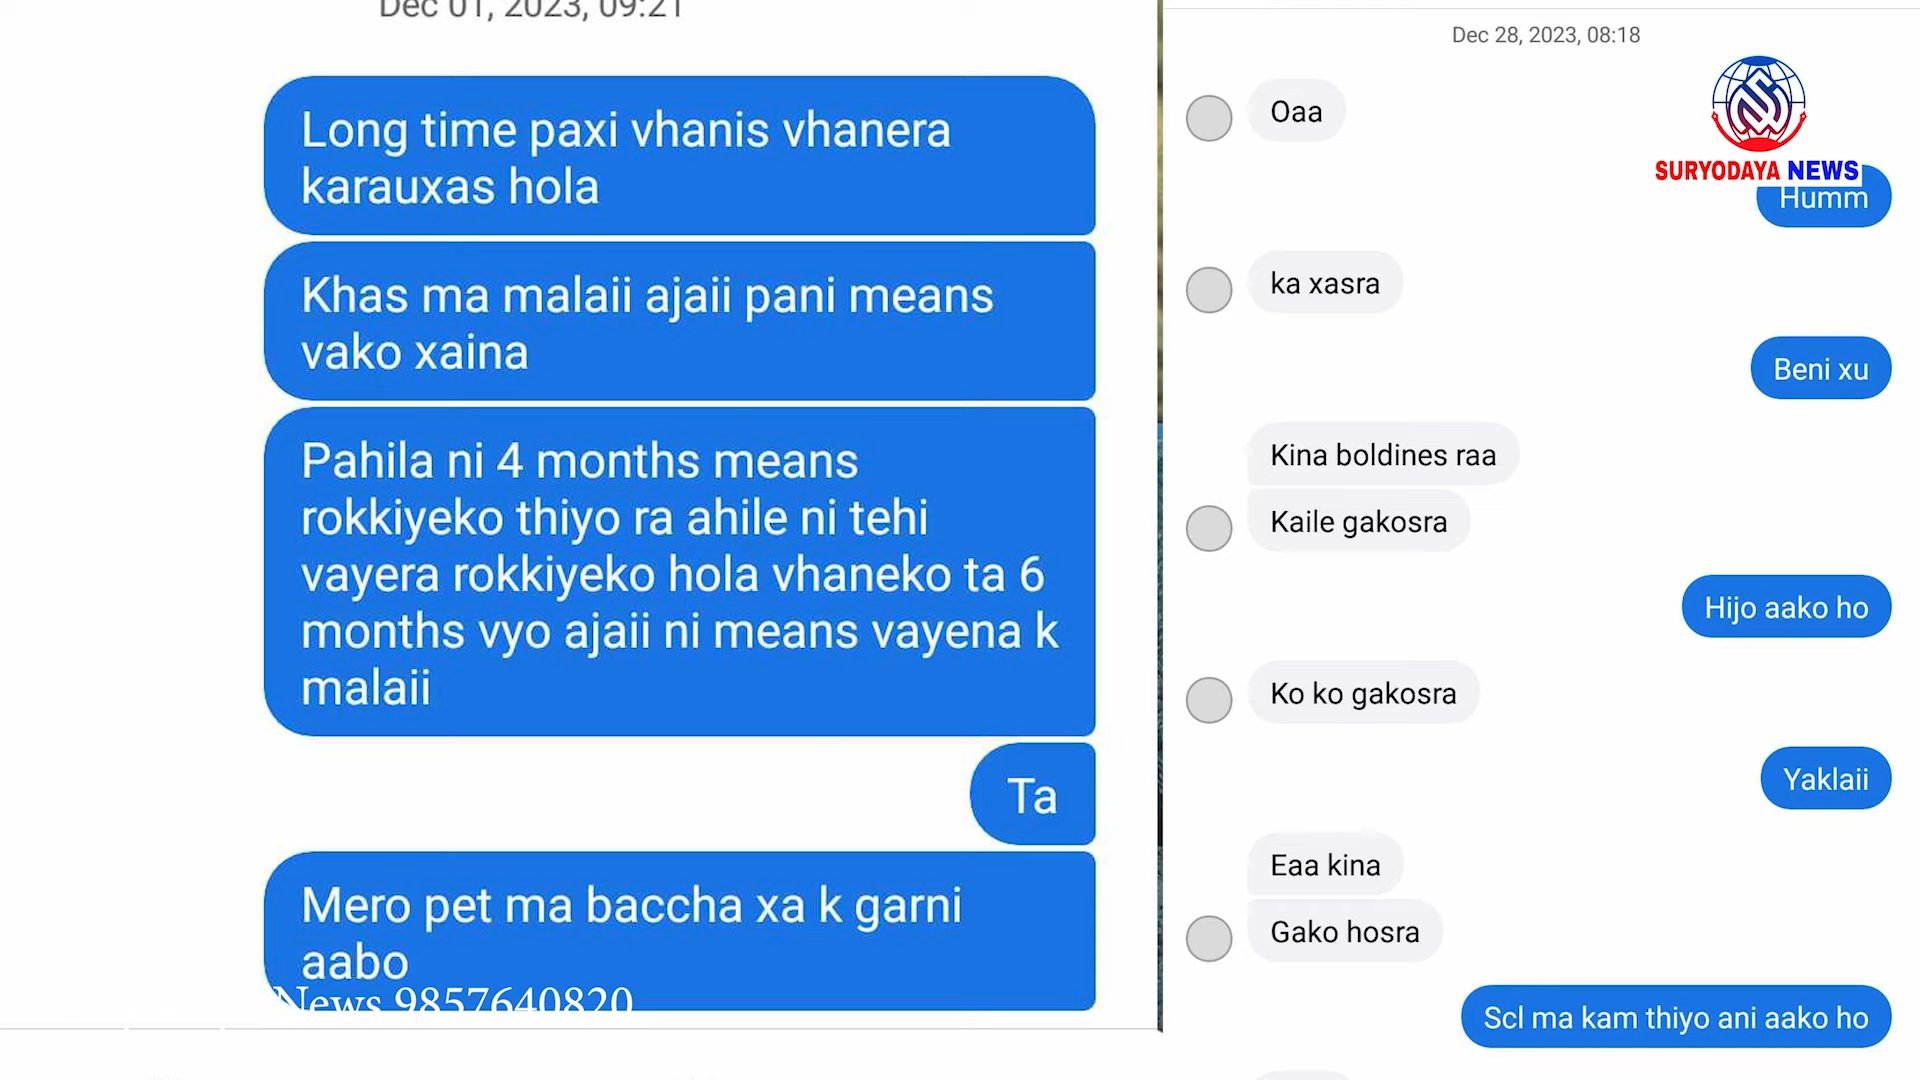 Dec 01, 2023, 09:21
Long time paxi vhanis vhanera
karauxas hola
Khas ma malaii ajaii pani means
vako xaina
Pahila ni 4 months means
rokkiyeko thiyo ra ahile ni tehi
vayera rokkiyeko hola vhaneko ta 6
months vyo ajaii ni means vayena k
malaii
Ta
Mero pet ma baccha xa k garni
aabo
News 9857640820
Dec 28, 2023, 08:18
Oaa
SURYODAYA NEWS
Humm
ka xasra
Beni xu
Kina boldines raa
Kaile gakosra
Hijo aako ho
Ko ko gakosra
Yaklaii
Eaa kina
Gako hosra
Scl ma kam thiyo ani aako ho